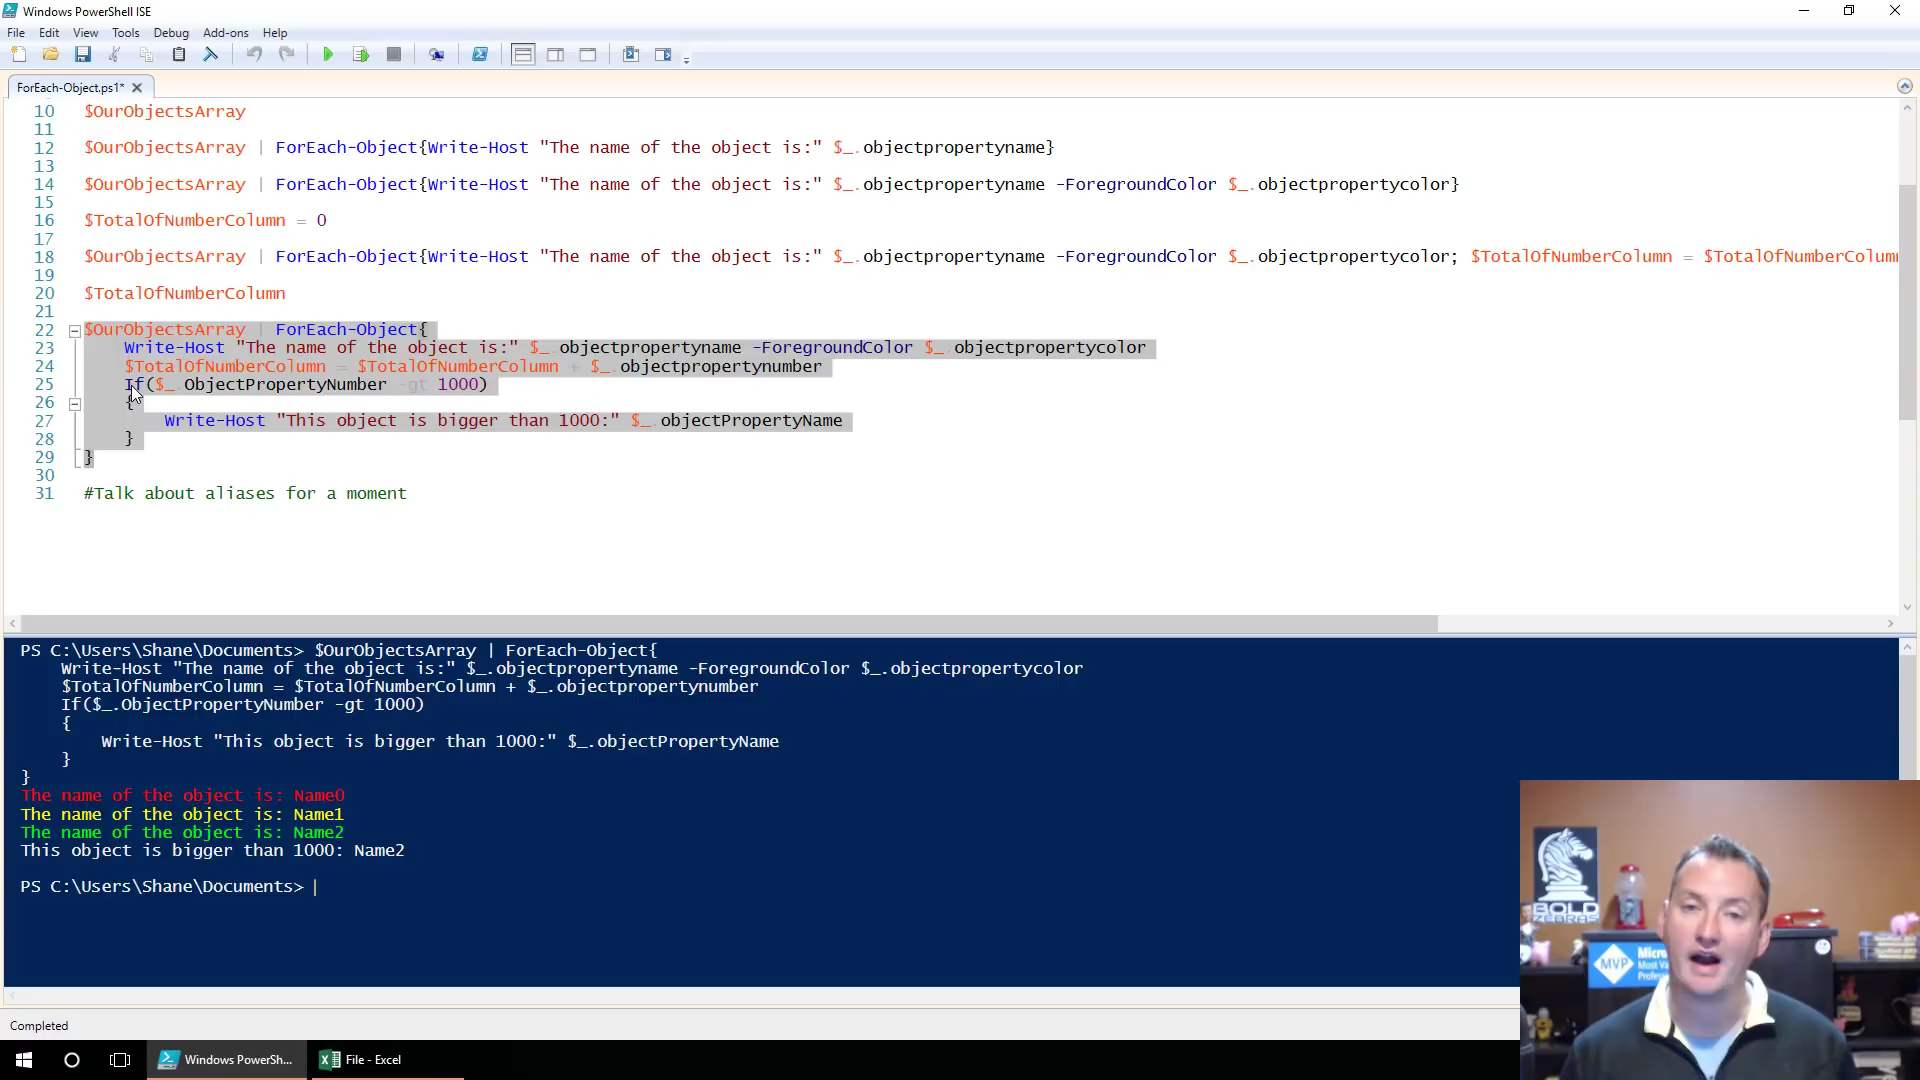 Windows PowerShell ISE
File Edit View Tools Debug Add-ons Help
ForEach-Object.ps1*
10 $OurObjectsArray
11
12 $OurObjectsArray | ForEach-Object{Write-Host "The name of the object is:" $_.objectpropertyname}
13
14 $OurObjectsArray | ForEach-Object{Write-Host "The name of the object is:" $_.objectpropertyname -ForegroundColor $_.objectpropertycolor}
15
16 $TotalOfNumberColumn = 0
17
18 $OurObjectsArray | ForEach-Object{Write-Host "The name of the object is:" $_.objectpropertyname -ForegroundColor $_.objectpropertycolor; $TotalOfNumberColumn = $TotalOfNumberColumn
19
20 $TotalOfNumberColumn
21
22 $OurObjectsArray | ForEach-Object{
23 Write-Host "The name of the object is:" $_.objectpropertyname -ForegroundColor $_.objectpropertycolor
24 $TotalOfNumberColumn = $TotalOfNumberColumn + $_.objectpropertynumber
25 If($_.ObjectPropertyNumber -gt 1000)
26 {
27 Write-Host "This object is bigger than 1000:" $_.objectPropertyName
28 }
29 }
30
31 #Talk about aliases for a moment
PS C:\Users\Shane\Documents> $OurObjectsArray | ForEach-Object{
Write-Host "The name of the object is:" $_.objectpropertyname -ForegroundColor $_.objectpropertycolor
$TotalOfNumberColumn = $TotalOfNumberColumn + $_.objectpropertynumber
If($_.ObjectPropertyNumber -gt 1000)
{
Write-Host "This object is bigger than 1000:" $_.objectPropertyName
}
}
The name of the object is: Name0
The name of the object is: Name1
The name of the object is: Name2
This object is bigger than 1000: Name2
PS C:\Users\Shane\Documents>
BOLD
ZEBRAS
MVP
Micro
Most Va
Profess
Completed
Windows PowerSh...
File - Excel